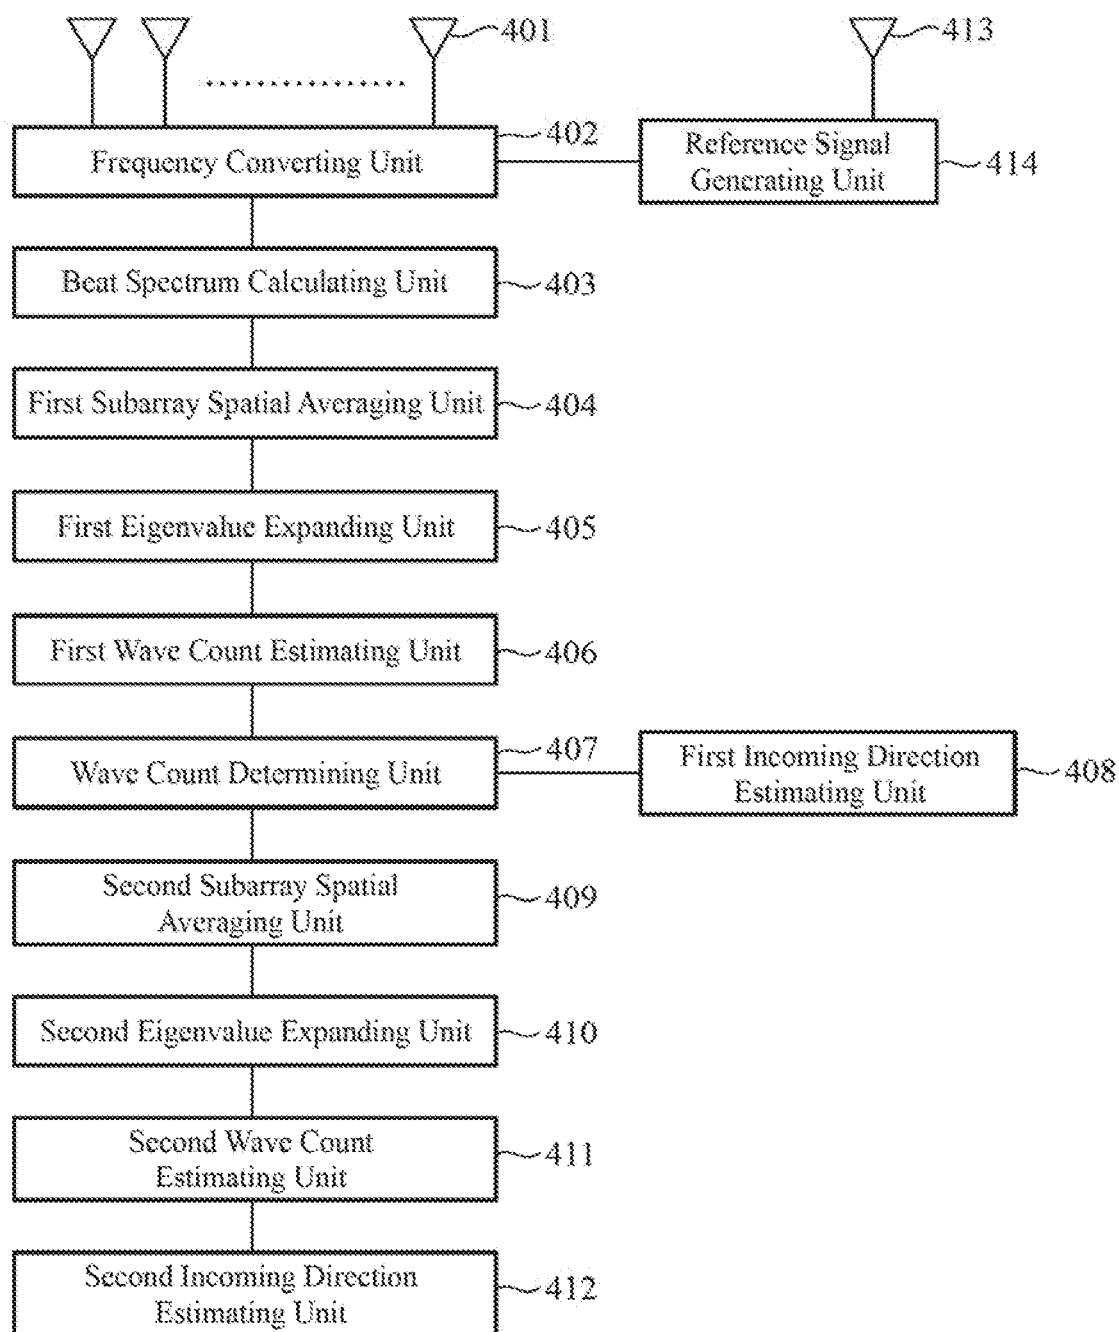 401
413
Frequency Converting Unit
402
Reference Signal
Generating Unit
414
Beat Spectrum Calculating Unit
403
First Subarray Spatial Averaging Unit
404
First Eigenvalue Expanding Unit
405
First Wave Count Estimating Unit
406
Wave Count Determining Unit
407
First Incoming Direction
Estimating Unit
408
Second Subarray Spatial
Averaging Unit
409
Second Eigenvalue Expanding Unit
410
Second Wave Count
Estimating Unit
411
Second Incoming Direction
Estimating Unit
412